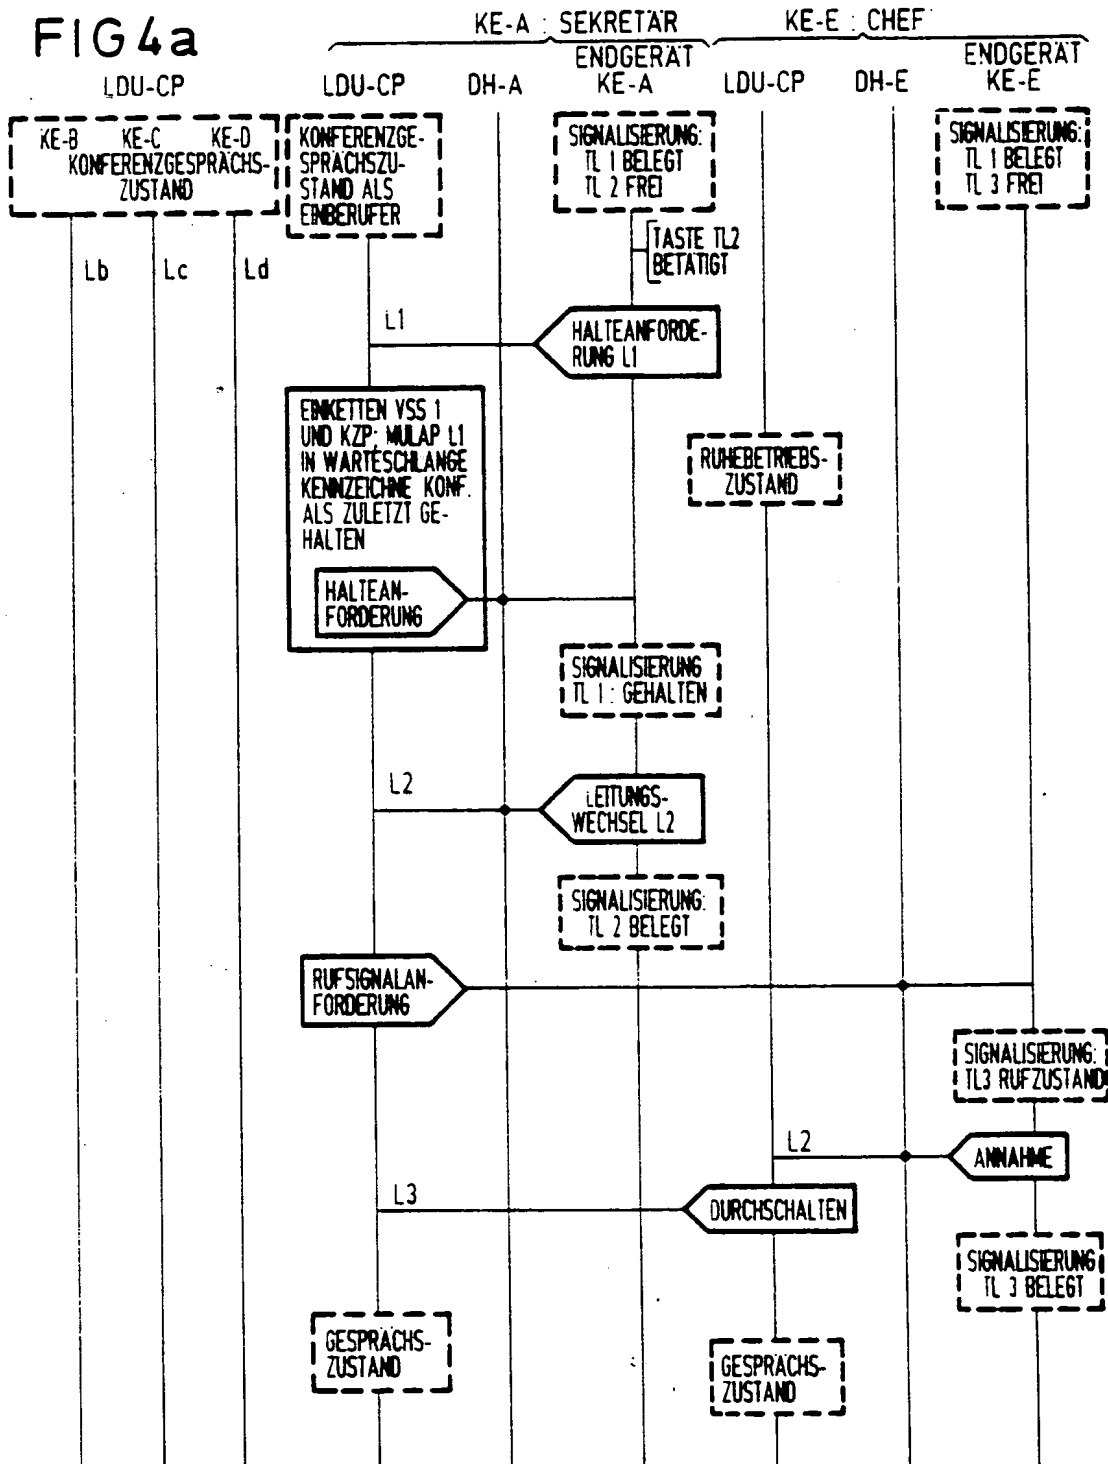 FIG 4a
KE-A : SEKRETÄR
KE-E : CHEF
LDU-CP
LDU-CP
DH-A
ENDGERÄT
KE-A
LDU-CP
DH-E
ENDGERÄT
KE-E
KE-B KE-C KE-D
KONFERENZGESPRÄCHS-
ZUSTAND
KONFERENZGE-
SPRÄCHSZU-
STAND ALS
EINBERUFER
SIGNALISIERUNG:
TL 1 BELEGT
TL 2 FREI
SIGNALISIERUNG:
TL 1 BELEGT
TL 3 FREI
TASTE TL2
BETÄTIGT
Lb
Lc
Ld
L1
HALTEANFORDE-
RUNG L1
EINKETTEN VSS 1
UND KZP; MULAP L1
IN WARTESCHLANGE
KENNZEICHNE KONF.
ALS ZULETZT GE-
HALTEN
RUHEBETRIEBS-
ZUSTAND
HALTEAN-
FORDERUNG
SIGNALISIERUNG
TL 1 : GEHALTEN
L2
LEITUNGS-
WECHSEL L2
SIGNALISIERUNG:
TL 2 BELEGT
RUFSIGNALAN-
FORDERUNG
SIGNALISIERUNG:
TL3 RUFZUSTAND
L2
ANNAHME
L3
DURCHSCHALTEN
SIGNALISIERUNG
TL 3 BELEGT
GESPRÄCHS-
ZUSTAND
GESPRÄCHS-
ZUSTAND